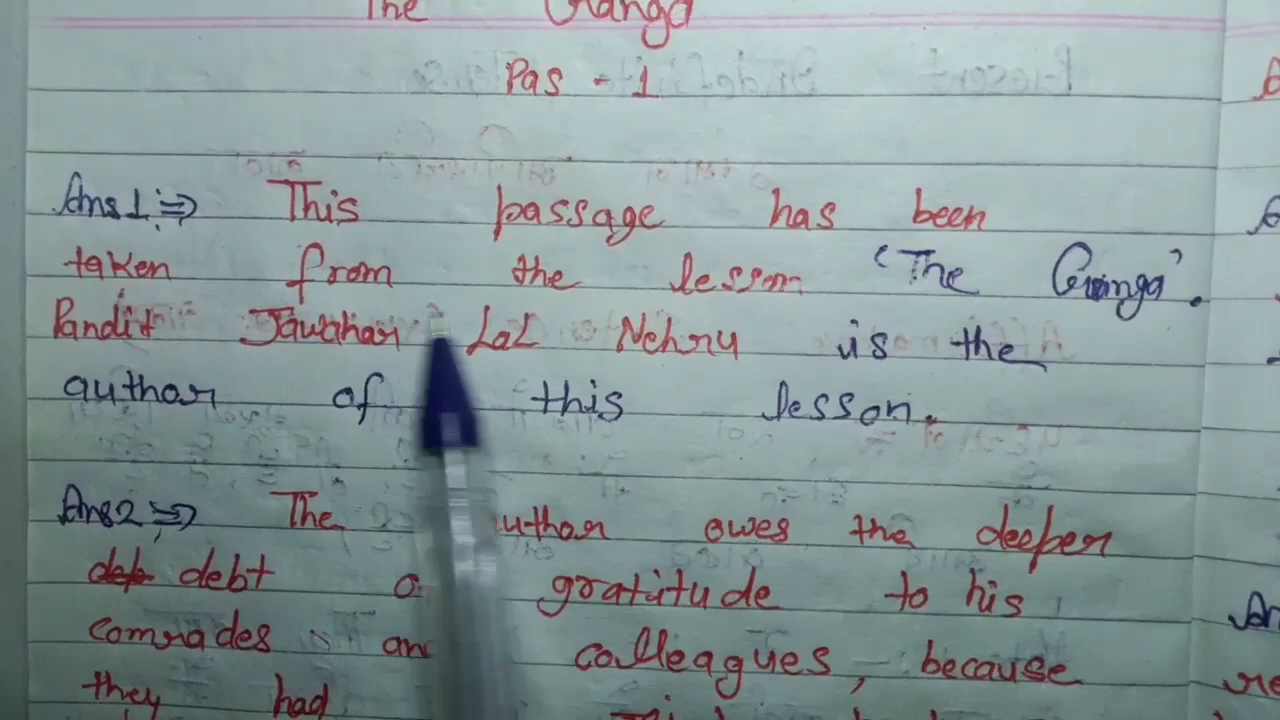 The Ganga
Pas - 1
Ans1⇒ This passage has been
taken from the lesson 'The Ganga'.
Pandit Jawahar LaL Nehru is the
author of this lesson.
Ans2⇒ The author owes the deeper
debt gratitude to his
comrades and colleagues, because
they had